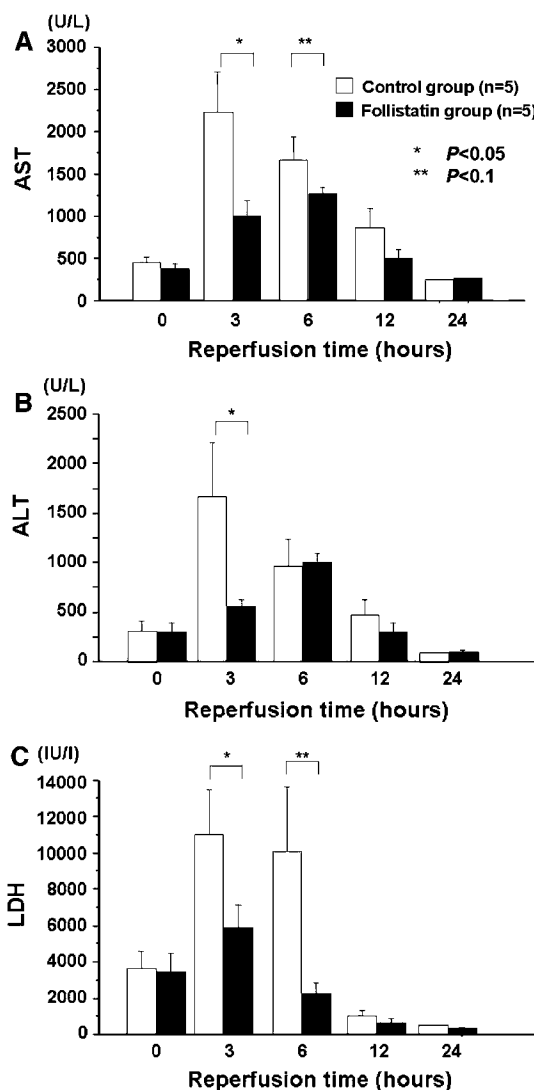 A (U/L)
3000
2500
2000
1500
1000
500
0
AST
* **
Control group (n=5)
Follistatin group (n=5)
* P<0.05
** P<0.1
0 3 6 12 24
Reperfusion time (hours)
B (U/L)
2500
2000
1500
1000
500
0
ALT
*
0 3 6 12 24
Reperfusion time (hours)
C (IU/l)
14000
12000
10000
8000
6000
4000
2000
0
LDH
* **
0 3 6 12 24
Reperfusion time (hours)